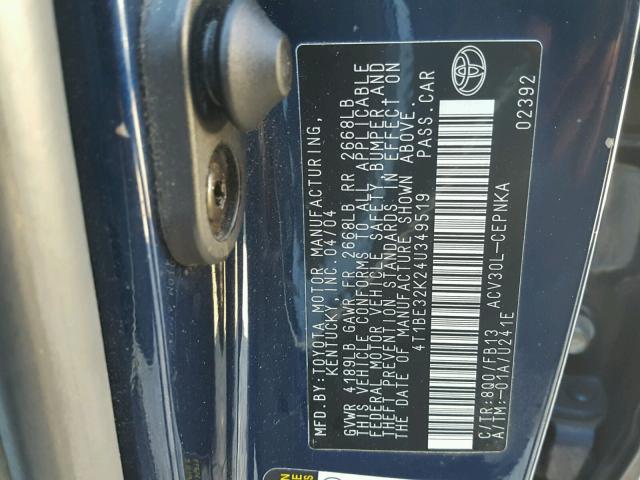 MFD.BY:TOYOTA MOTOR MANUFACTURING,
KENTUCKY, INC. 04/04
GVWR 4189LB GAWR FR 2668LB RR 2668LB
THIS VEHICLE CONFORMS TO ALL APPLICABLE
FEDERAL MOTOR VEHICLE SAFETY, BUMPER AND
THEFT PREVENTION STANDARDS IN EFFECT ON
THE DATE OF MANUFACTURE SHOWN ABOVE.
4T1BE32K24U349519 PASS.CAR
C/TR:8Q0/FB13 ACV30L-CEPNKA
A/TM:-01A/U241E 02392